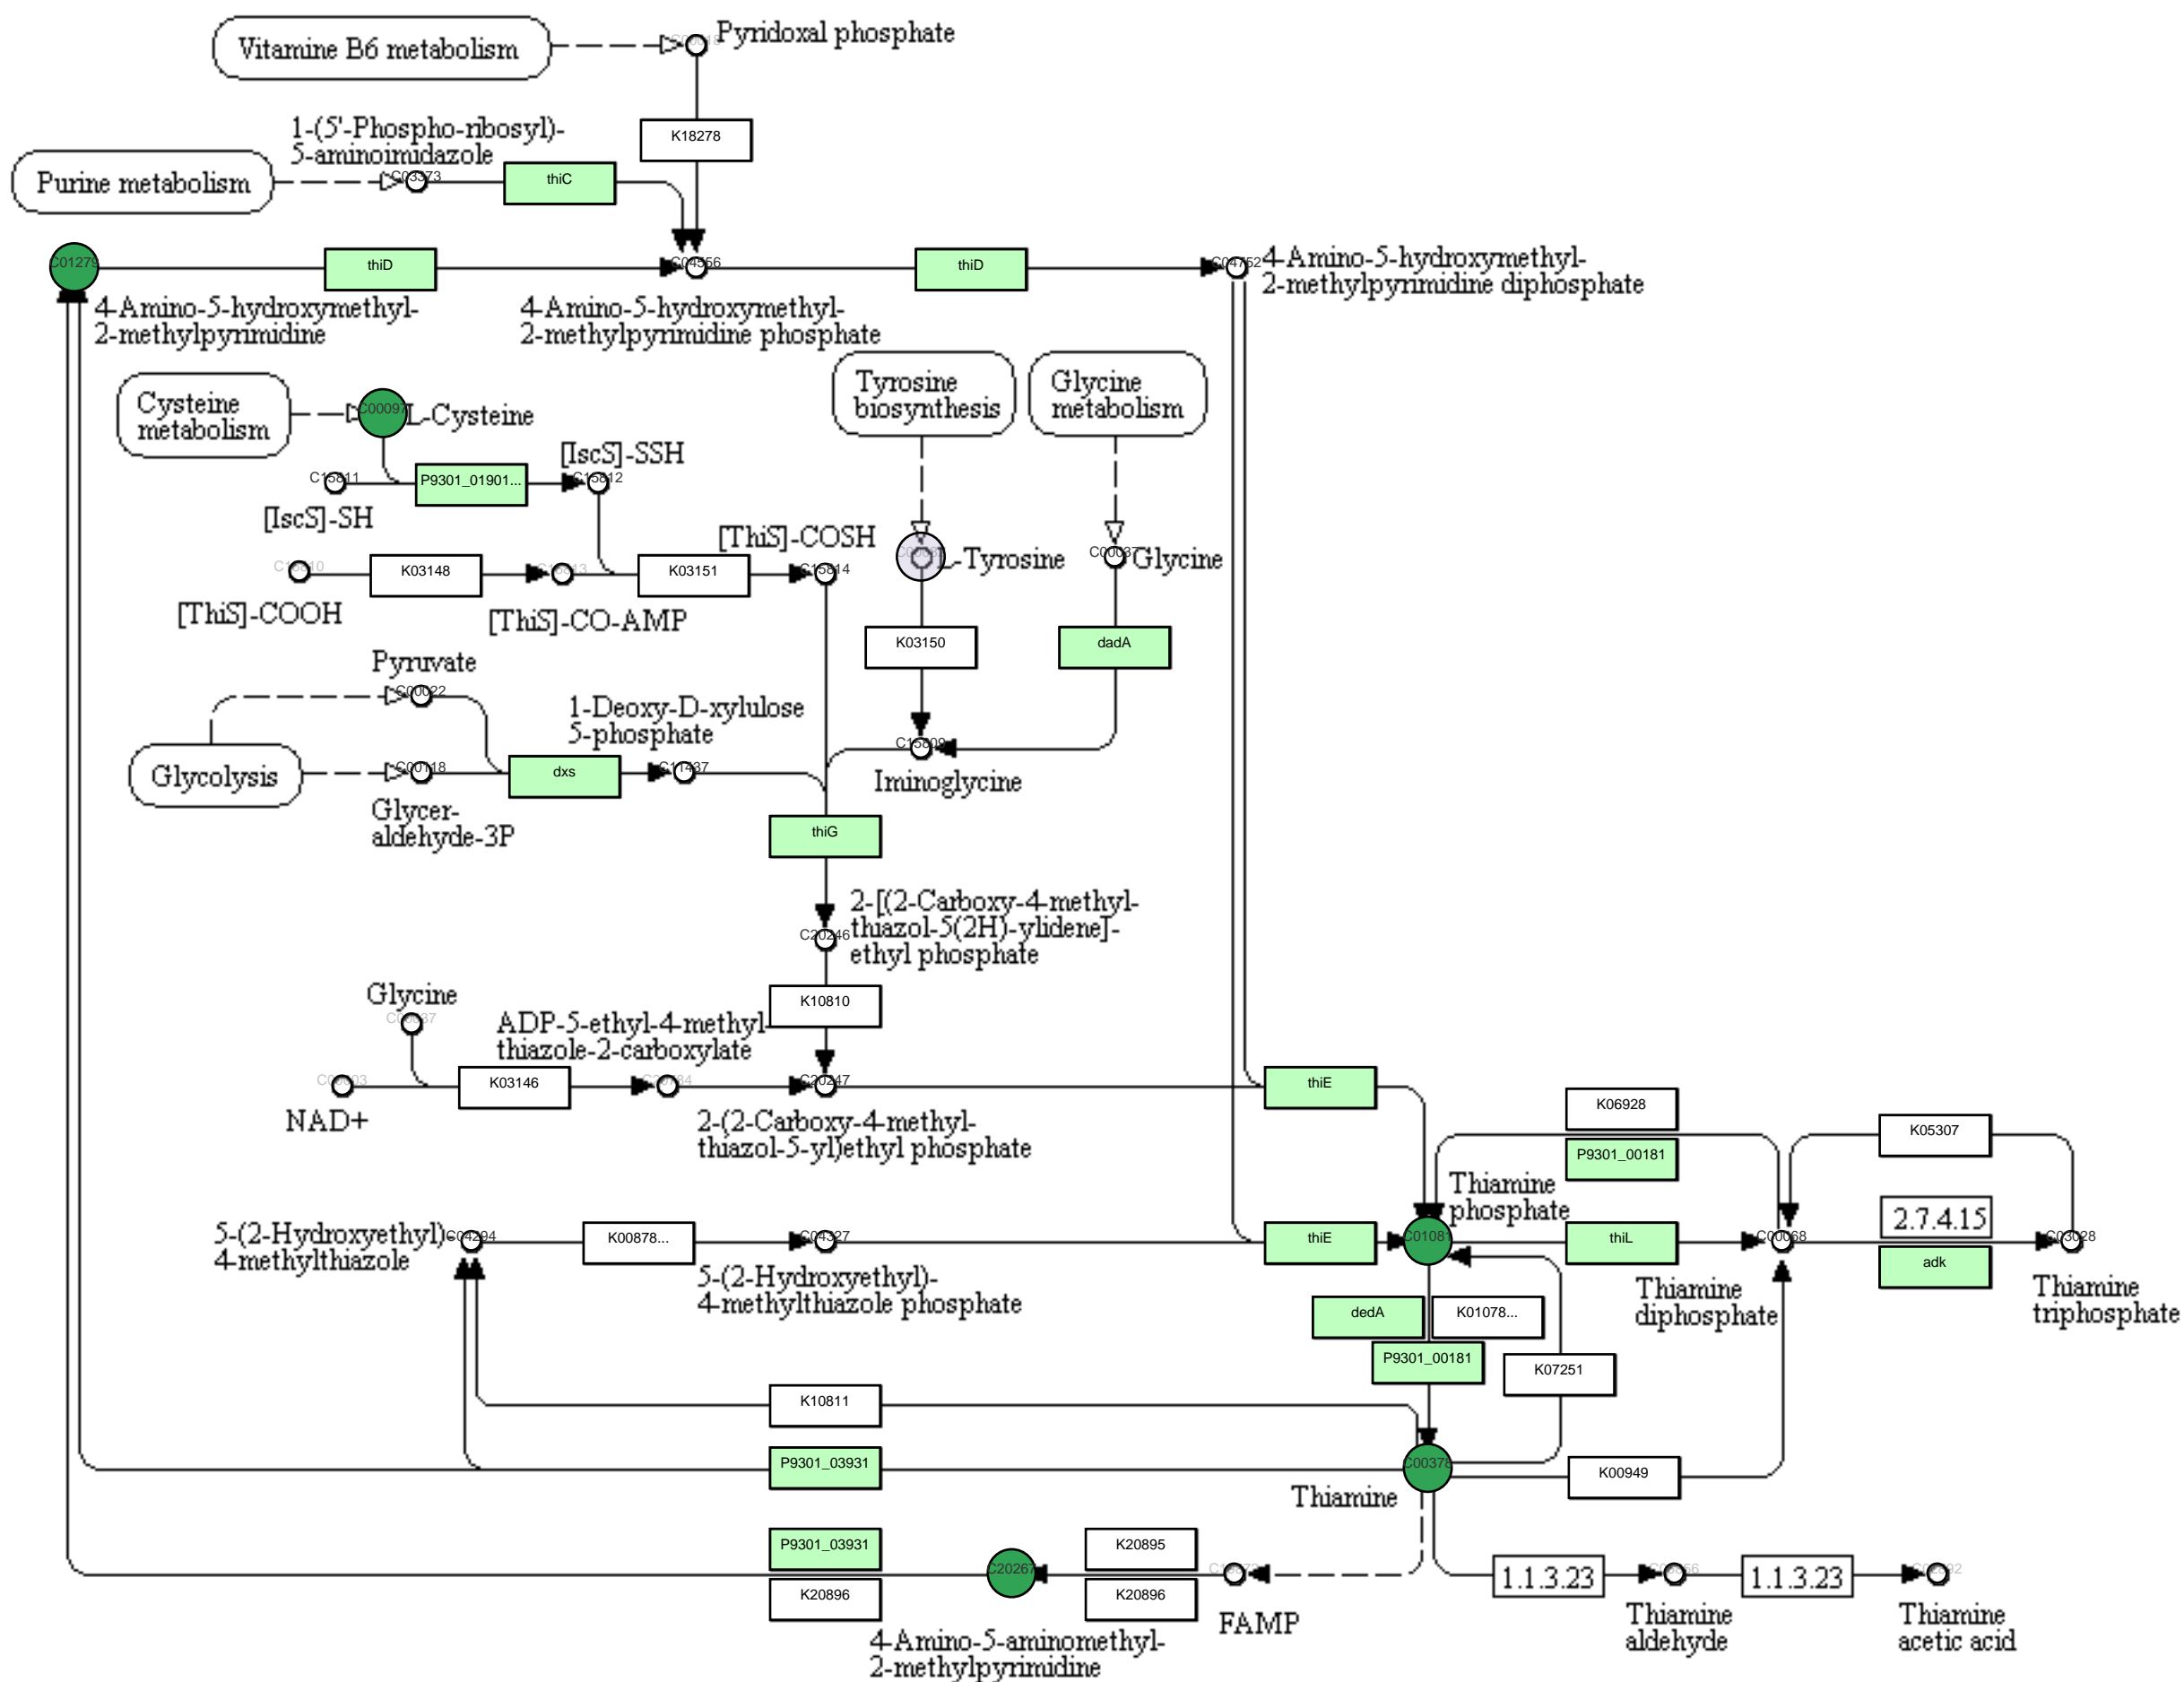 Vitamine B6 metabolism
Pyridoxal phosphate
K18278
1-(5'-Phospho-ribosyl)-
5-aminoimidazole
Purine metabolism
C03373
thiC
C01279
thiD
C04556
thiD
C04752
4-Amino-5-hydroxymethyl-
2-methylpyrimidine diphosphate
4-Amino-5-hydroxymethyl-
2-methylpyrimidine
4-Amino-5-hydroxymethyl-
2-methylpyrimidine phosphate
Cysteine
metabolism
C00097
L-Cysteine
Tyrosine
biosynthesis
Glycine
metabolism
[IscS]-SSH
C15811
P9301_01901...
C15812
[IscS]-SH
[ThiS]-COSH
C15810
K03148
C15813
K03151
C15814
L-Tyrosine
C00037
Glycine
[ThiS]-COOH
[ThiS]-CO-AMP
K03150
dadA
Pyruvate
C00022
1-Deoxy-D-xylulose
5-phosphate
C15809
Iminoglycine
Glycolysis
C00118
dxs
C11437
Glycer-
aldehyde-3P
thiG
2-[(2-Carboxy-4-methyl-
thiazol-5(2H)-ylidene]-
ethyl phosphate
C20246
Glycine
C00037
K10810
ADP-5-ethyl-4-methyl-
thiazole-2-carboxylate
C00003
K03146
C20784
C20247
thiE
NAD+
2-(2-Carboxy-4-methyl-
thiazol-5-yl)ethyl phosphate
K06928
P9301_00181
K05307
Thiamine
phosphate
5-(2-Hydroxyethyl)-
4-methylthiazole
C04294
K00878...
C04327
thiE
C01081
thiL
C00068
2.7.4.15
adk
C03028
5-(2-Hydroxyethyl)-
4-methylthiazole phosphate
Thiamine
diphosphate
Thiamine
triphosphate
dedA
K01078...
P9301_00181
K07251
K10811
P9301_03931
C00378
K00949
Thiamine
P9301_03931
K20896
C20267
K20895
K20896
FAMP
1.1.3.23
1.1.3.23
4-Amino-5-aminomethyl-
2-methylpyrimidine
Thiamine
aldehyde
Thiamine
acetic acid